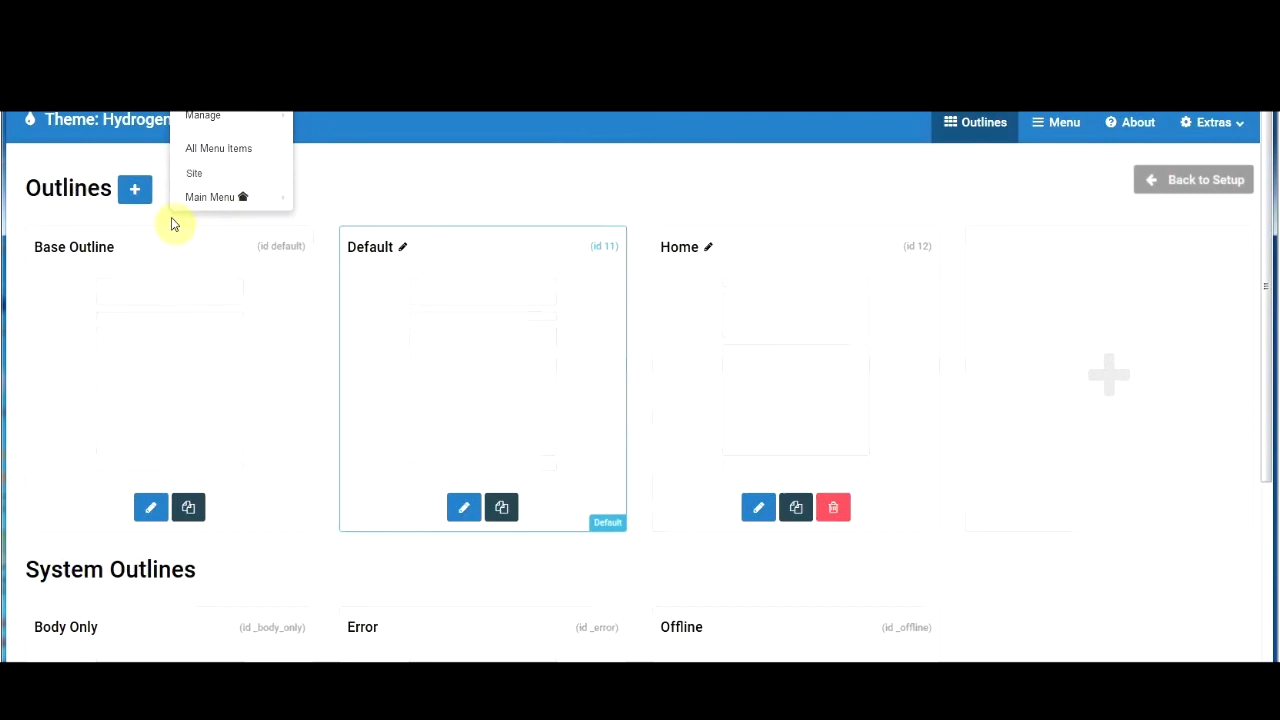 Theme: Hydrogen
Manage
All Menu Items
Site
Main Menu
Outlines
Menu
About
Extras
Outlines
Back to Setup
Base Outline
(id default)
Default
(id 11)
Home
(id 12)
Default
System Outlines
Body Only
(id _body_only)
Error
(id _error)
Offline
(id _offline)